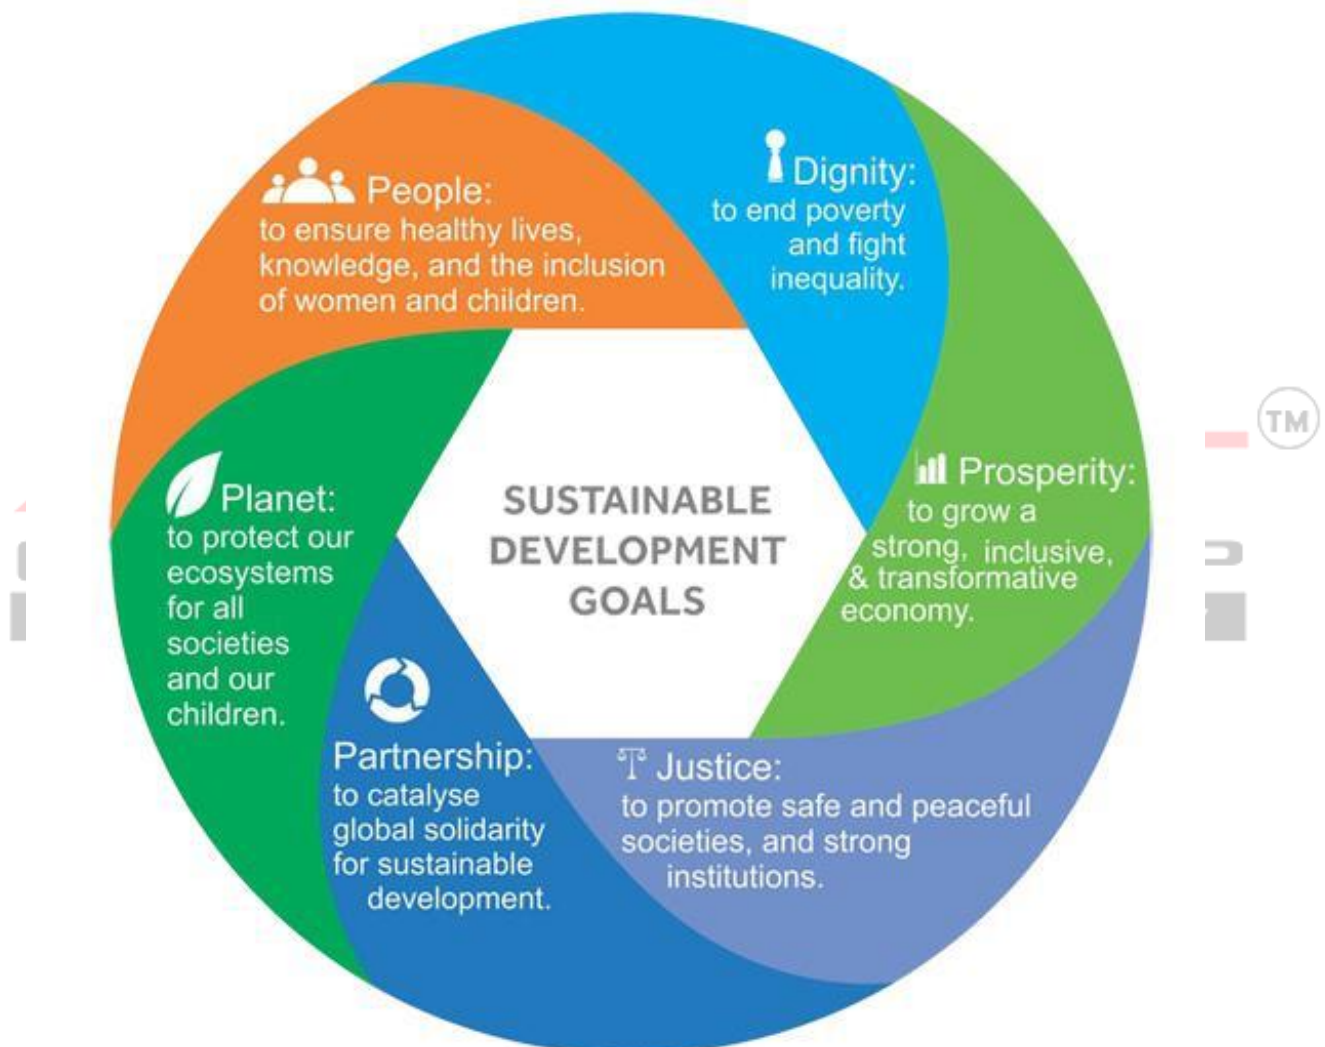 Dignity:
to end poverty
and fight
inequality.
People:
to ensure healthy lives,
knowledge, and the inclusion
of women and children.
Prosperity:
to grow a
strong, inclusive,
& transformative
economy.
Planet:
to protect our
ecosystems
for all
societies
and our
children.
SUSTAINABLE
DEVELOPMENT
GOALS
Partnership:
to catalyse
global solidarity
for sustainable
development.
Justice:
to promote safe and peaceful
societies, and strong
institutions.
TM